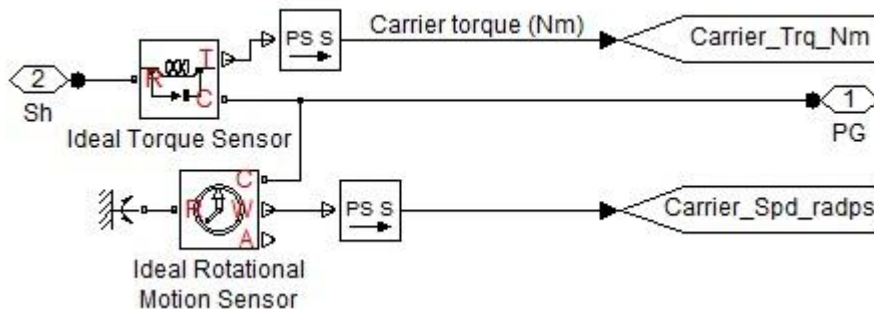 PS S
Carrier torque (Nm)
Carrier_Trq_Nm
2
R
T
C
1
Sh
PG
Ideal Torque Sensor
C
R
W
A
PS S
Carrier_Spd_radps
Ideal Rotational
Motion Sensor